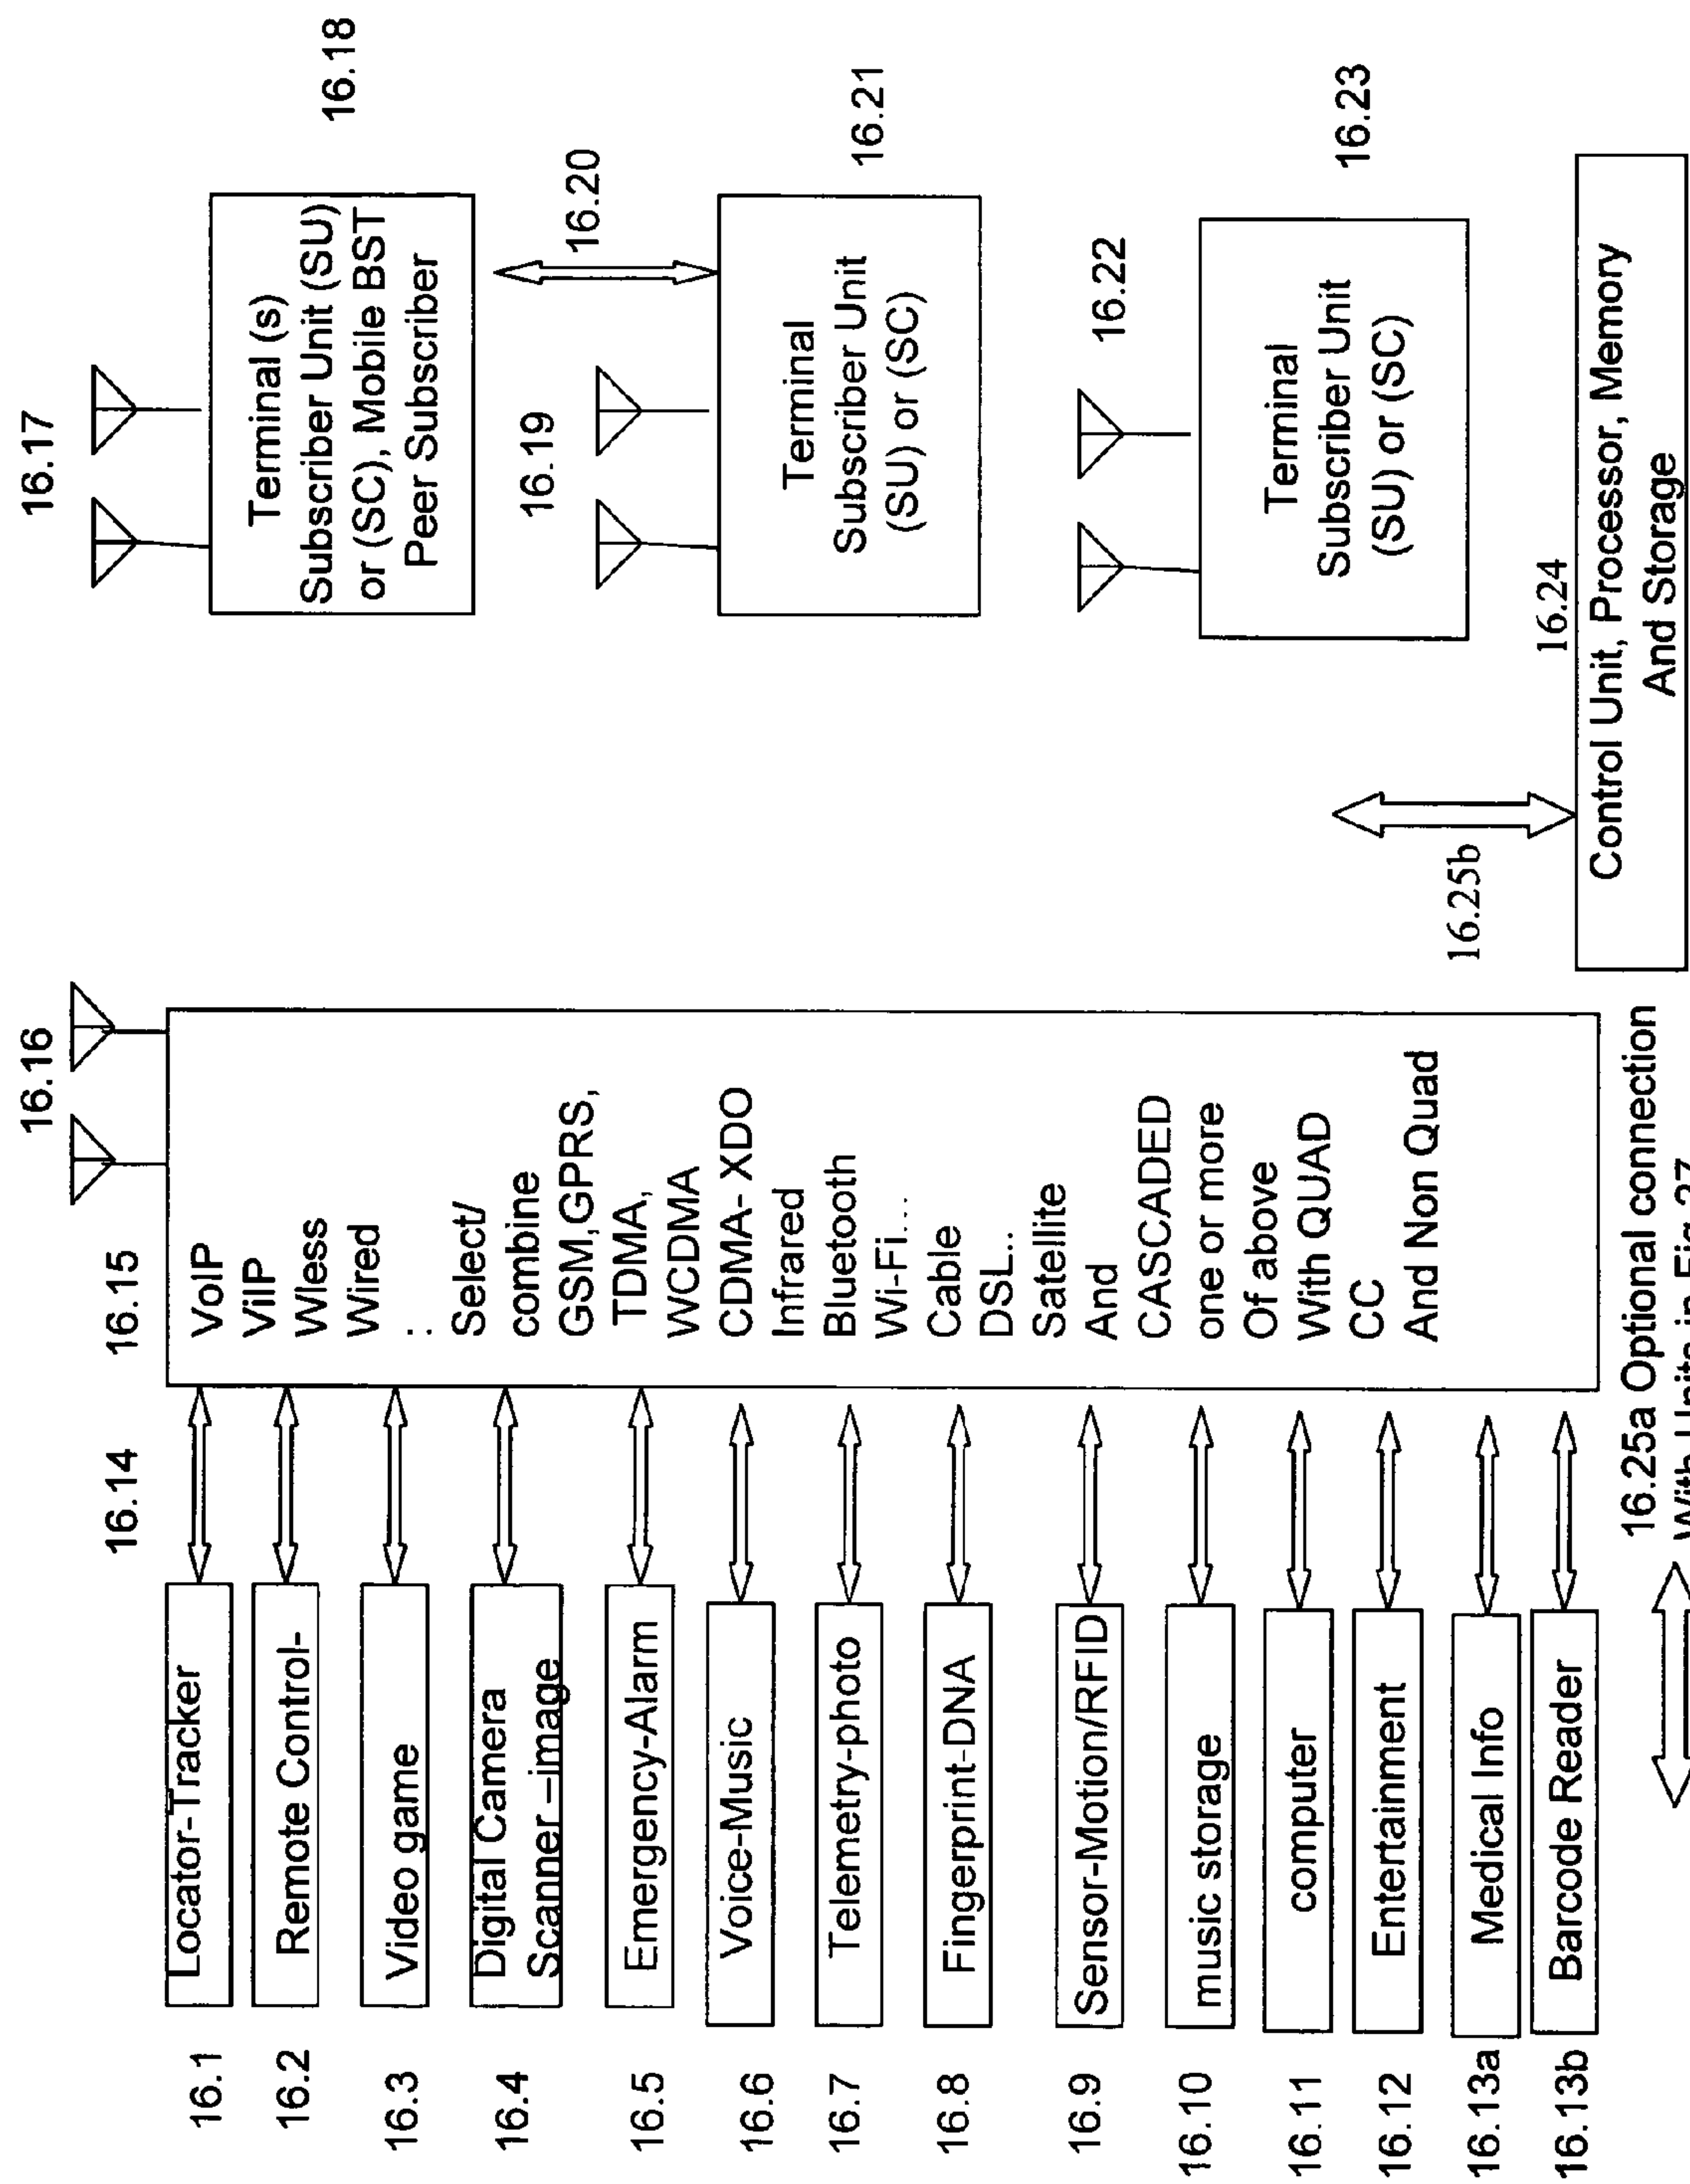 16.1
Locator-Tracker
16.2
Remote Control-
16.3
Video game
16.4
Digital Camera
Scanner –image
16.5
Emergency-Alarm
16.6
Voice-Music
16.7
Telemetry-photo
16.8
Fingerprint-DNA
16.9
Sensor-Motion/RFID
16.10
music storage
16.11
computer
16.12
Entertainment
16.13a
Medical Info
16.13b
Barcode Reader
16.14
16.15
16.16
VoIP
ViIP
Wless
Wired
:
Select/
combine
GSM,GPRS,
TDMA,
WCDMA
CDMA- XDO
Infrared
Bluetooth
Wi-Fi...
Cable
DSL..
Satellite
And
CASCADED
one or more
Of above
With QUAD
CC
And Non Quad
16.25a Optional connection
With Units in Fig 27
16.17
Terminal (s)
Subscriber Unit (SU)
or (SC), Mobile BST
Peer Subscriber
16.18
16.19
16.20
Terminal
Subscriber Unit
(SU) or (SC)
16.21
16.22
Terminal
Subscriber Unit
(SU) or (SC)
16.23
16.25b
16.24
Control Unit, Processor, Memory
And Storage